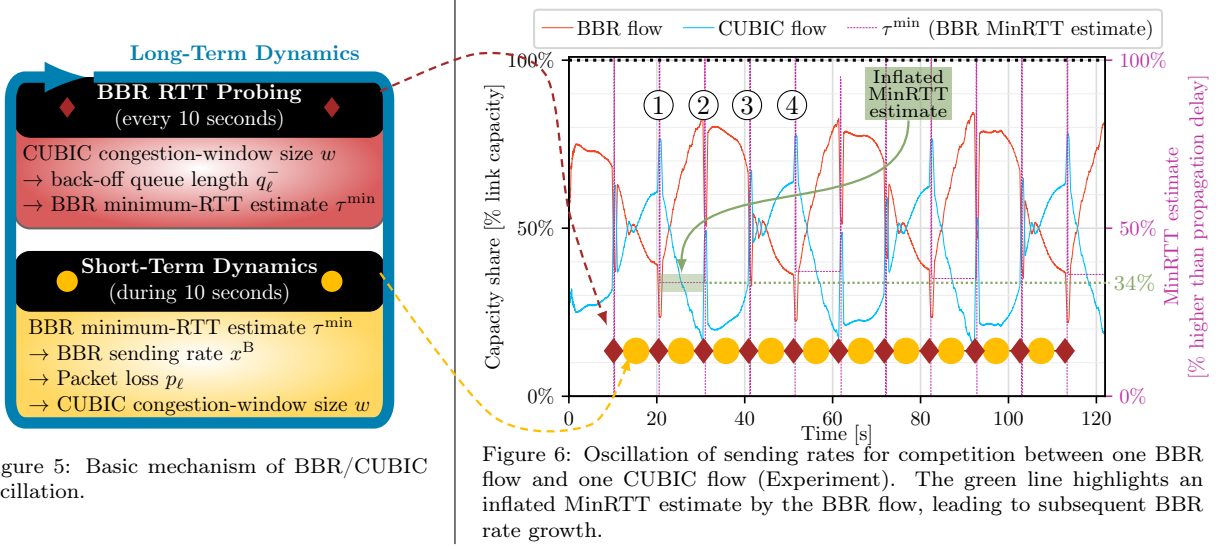 Long-Term Dynamics
BBR RTT Probing
(every 10 seconds)
CUBIC congestion-window size w
→ back-off queue length q_ℓ^−
→ BBR minimum-RTT estimate τ^min
Short-Term Dynamics
(during 10 seconds)
BBR minimum-RTT estimate τ^min
→ BBR sending rate x^B
→ Packet loss p_ℓ
→ CUBIC congestion-window size w
gure 5: Basic mechanism of BBR/CUBIC
cillation.
BBR flow CUBIC flow τ^min (BBR MinRTT estimate)
100% 100%
Inflated
MinRTT
estimate
1 2 3 4
50% 50%
34%
0% 0%
Capacity share [% link capacity]
MinRTT estimate
[% higher than propagation delay]
0 20 40 60 80 100 120
Time [s]
Figure 6: Oscillation of sending rates for competition between one BBR
flow and one CUBIC flow (Experiment). The green line highlights an
inflated MinRTT estimate by the BBR flow, leading to subsequent BBR
rate growth.